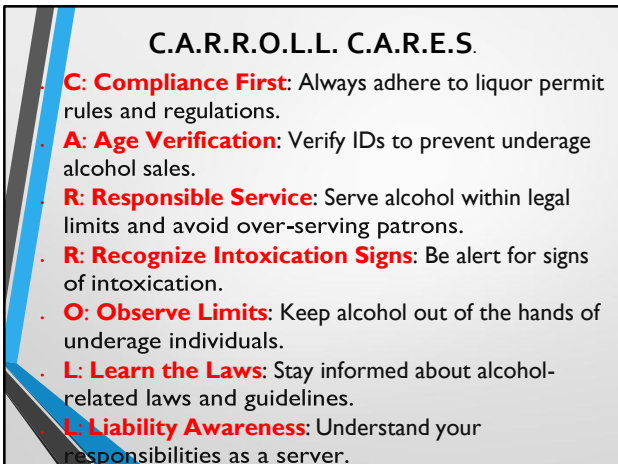 C.A.R.R.O.L.L. C.A.R.E.S.
. C: Compliance First: Always adhere to liquor permit
rules and regulations.
. A: Age Verification: Verify IDs to prevent underage
alcohol sales.
. R: Responsible Service: Serve alcohol within legal
limits and avoid over-serving patrons.
. R: Recognize Intoxication Signs: Be alert for signs
of intoxication.
. O: Observe Limits: Keep alcohol out of the hands of
underage individuals.
. L: Learn the Laws: Stay informed about alcohol-
related laws and guidelines.
. L: Liability Awareness: Understand your
responsibilities as a server.